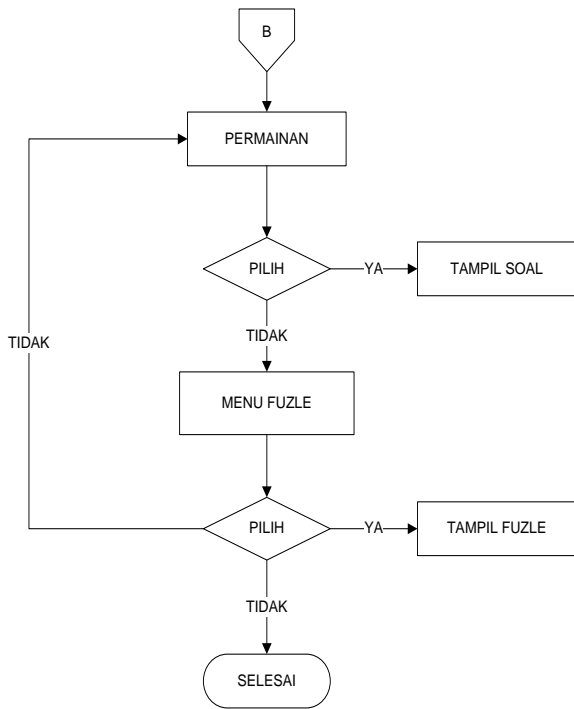 B
PERMAINAN
PILIH
YA
TAMPIL SOAL
TIDAK
TIDAK
MENU FUZLE
PILIH
YA
TAMPIL FUZLE
TIDAK
SELESAI